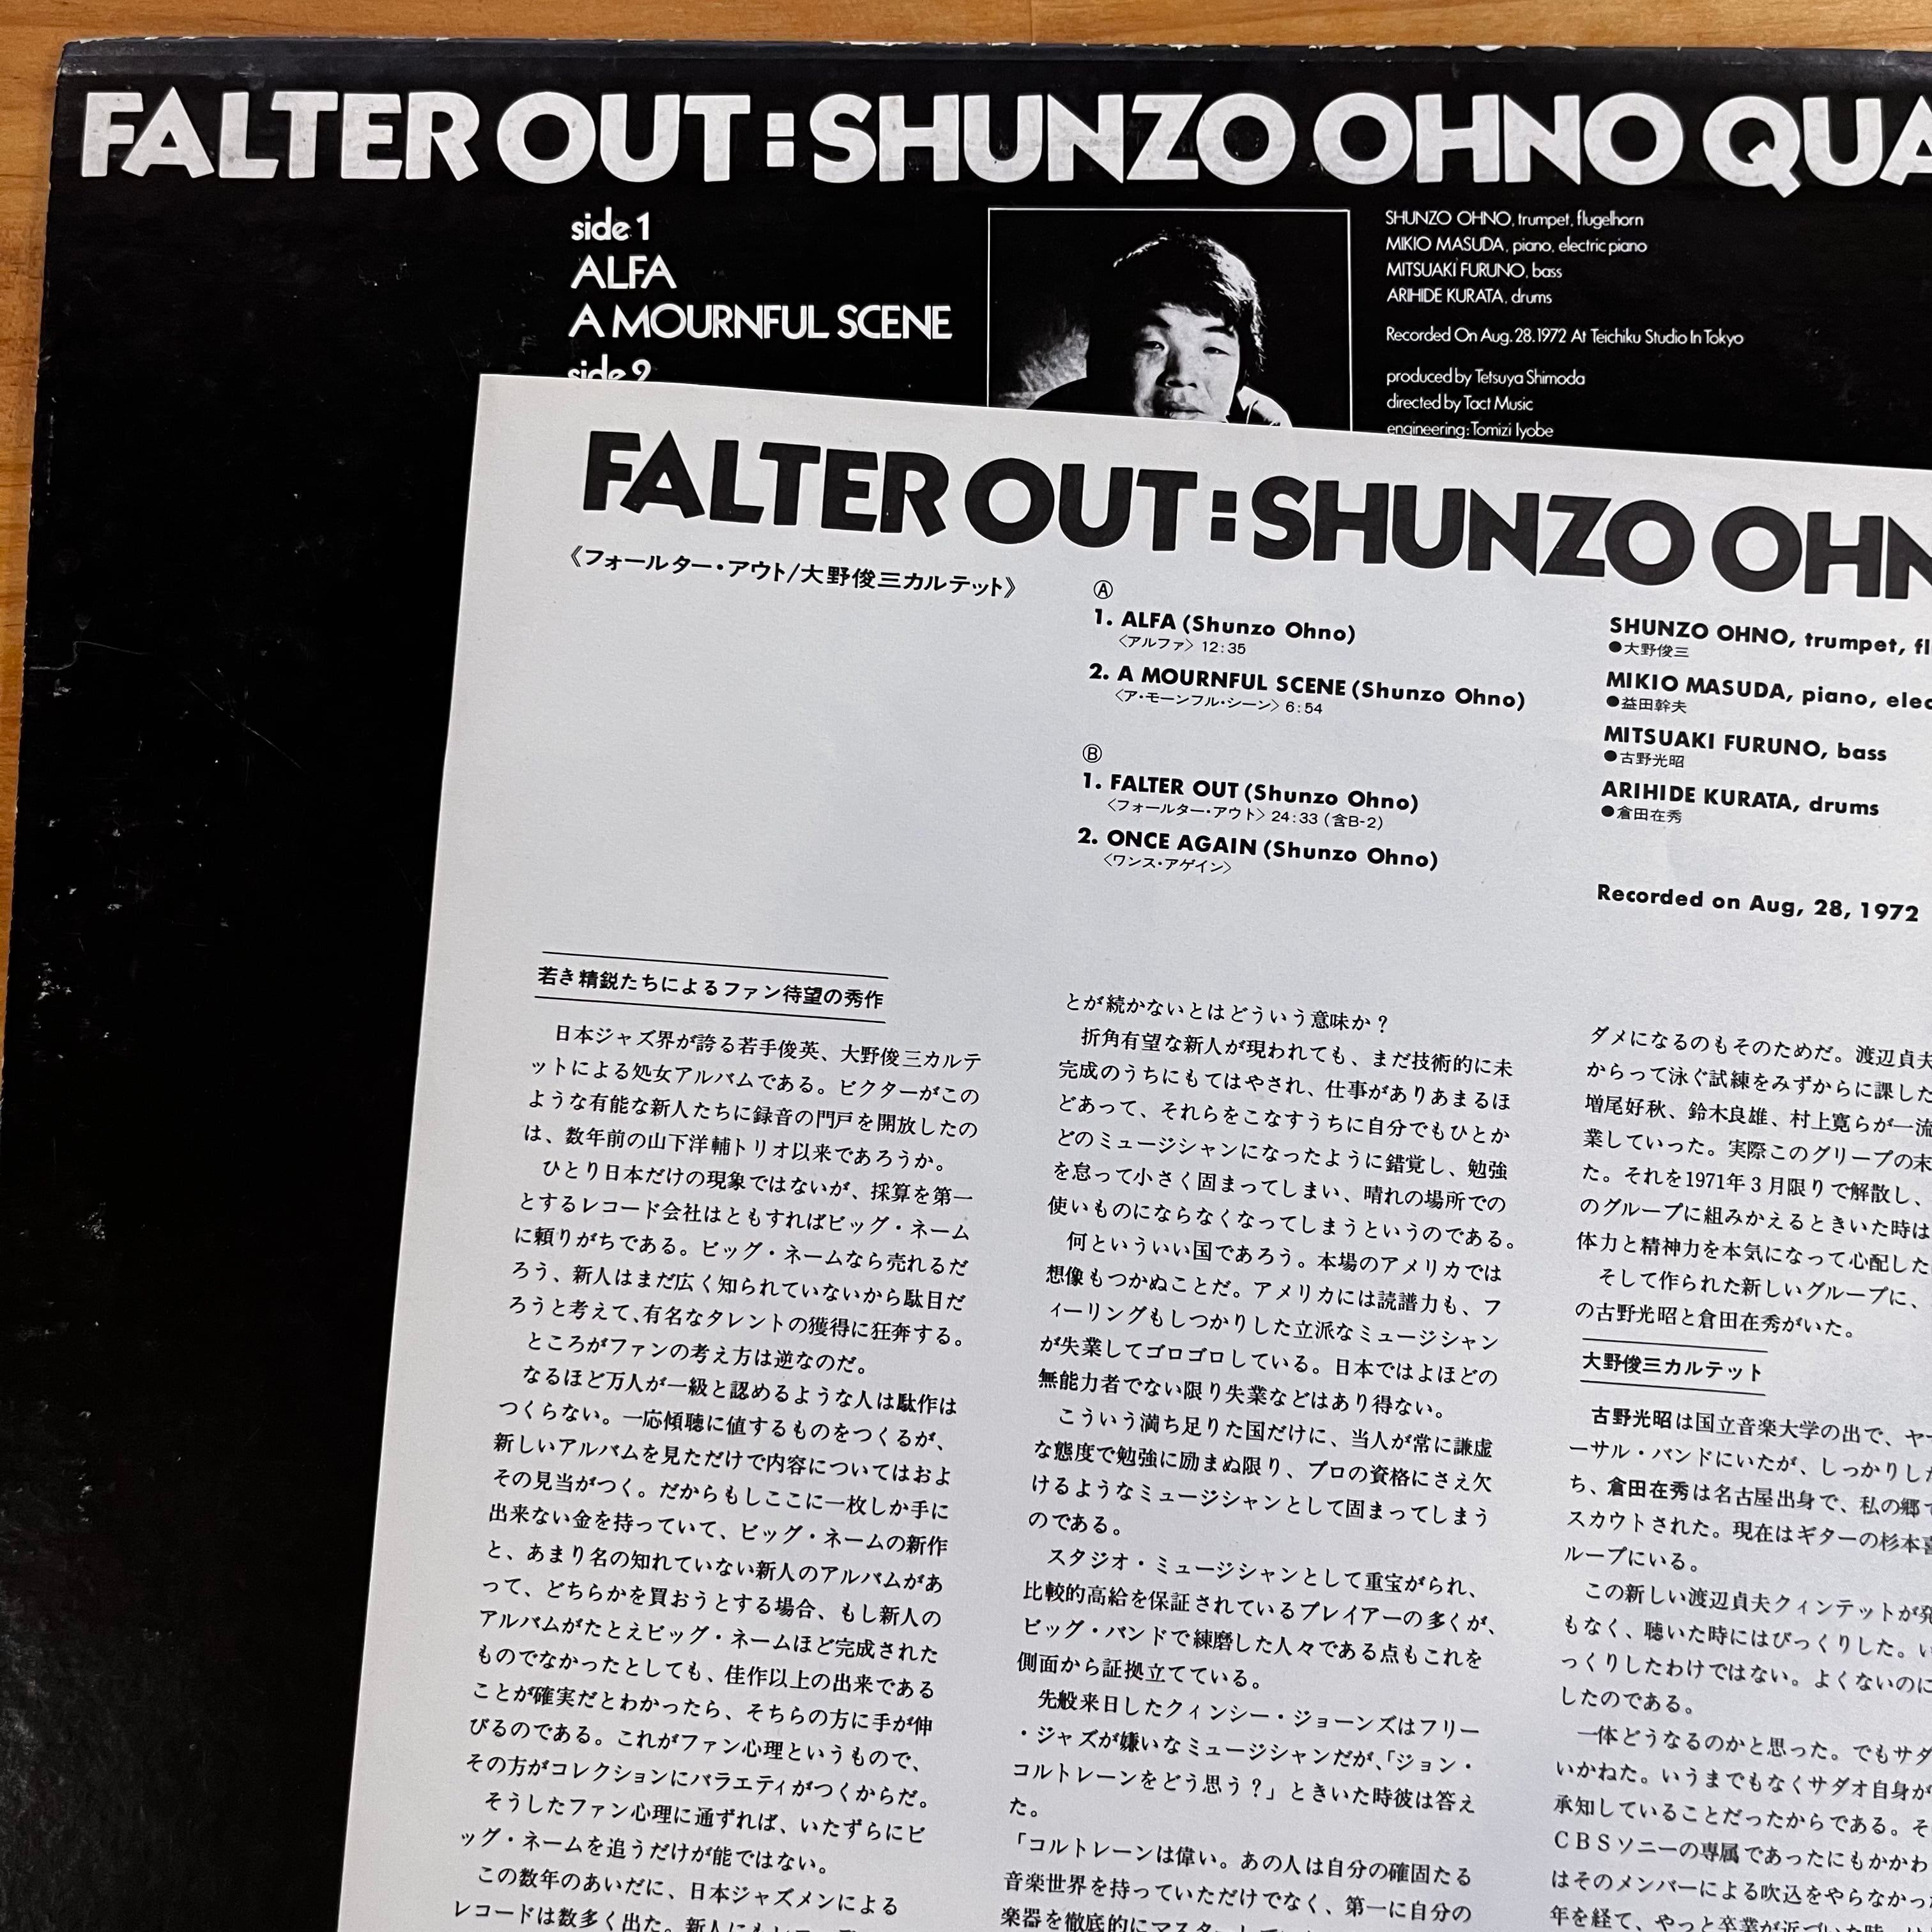 FALTER OUT : SHUNZO OHNO QUA
side 1
ALFA
A MOURNFUL SCENE
side 2
SHUNZO OHNO, trumpet, flugelhorn
MIKIO MASUDA, piano, electric piano
MITSUAKI FURUNO, bass
ARIHIDE KURATA, drums
Recorded On Aug. 28. 1972 At Teichiku Studio In Tokyo
produced by Tetsuya Shimoda
directed by Tact Music
engineering: Tomizi Iyobe
FALTER OUT : SHUNZO OHN
《フォールター・アウト/大野俊三カルテット》
Ⓐ
1. ALFA (Shunzo Ohno)
〈アルファ〉 12:35
2. A MOURNFUL SCENE (Shunzo Ohno)
〈ア・モーンフル・シーン〉 6:54
Ⓑ
1. FALTER OUT (Shunzo Ohno)
〈フォールター・アウト〉 24:33 (含B-2)
2. ONCE AGAIN (Shunzo Ohno)
〈ワンス・アゲイン〉
SHUNZO OHNO, trumpet, fl
●大野俊三
MIKIO MASUDA, piano, elec
●益田幹夫
MITSUAKI FURUNO, bass
●古野光昭
ARIHIDE KURATA, drums
●倉田在秀
Recorded on Aug, 28, 1972
若き精鋭たちによるファン待望の秀作
日本ジャズ界が誇る若手俊英、大野俊三カルテ
ットによる処女アルバムである。ビクターがこの
ような有能な新人たちに録音の門戸を開放したの
は、数年前の山下洋輔トリオ以来であろうか。
ひとり日本だけの現象ではないが、採算を第一
とするレコード会社はともすればビッグ・ネーム
に頼りがちである。ビッグ・ネームなら売れるだ
ろう、新人はまだ広く知られていないから駄目だ
ろうと考えて、有名なタレントの獲得に狂奔する。
ところがファンの考え方は逆なのだ。
なるほど万人が一級と認めるような人は駄作は
つくらない。一応傾聴に値するものをつくるが、
新しいアルバムを見ただけで内容についてはおよ
その見当がつく。だからもしここに一枚しか手に
出来ない金を持っていて、ビッグ・ネームの新作
と、あまり名の知れていない新人のアルバムがあ
って、どちらかを買おうとする場合、もし新人の
アルバムがたとえビッグ・ネームほど完成された
ものでなかったとしても、佳作以上の出来である
ことが確実だとわかったら、そちらの方に手が伸
びるのである。これがファン心理というもので、
その方がコレクションにバラエティがつくからだ。
そうしたファン心理に通ずれば、いたずらにビ
ッグ・ネームを追うだけが能ではない。
この数年のあいだに、日本ジャズメンによる
レコードは数多く出た。新人にも
とが続かないとはどういう意味か？
折角有望な新人が現われても、まだ技術的に未
完成のうちにもてはやされ、仕事がありあまるほ
どあって、それらをこなすうちに自分でもひとか
どのミュージシャンになったように錯覚し、勉強
を怠って小さく固まってしまい、晴れの場所での
使いものにならなくなってしまうというのである。
何といういい国であろう。本場のアメリカでは
想像もつかぬことだ。アメリカには読譜力も、フ
ィーリングもしつかりした立派なミュージシャン
が失業してゴロゴロしている。日本ではよほどの
無能力者でない限り失業などはあり得ない。
こういう満ち足りた国だけに、当人が常に謙虚
な態度で勉強に励まぬ限り、プロの資格にさえ欠
けるようなミュージシャンとして固まってしまう
のである。
スタジオ・ミュージシャンとして重宝がられ、
比較的高給を保証されているプレイアーの多くが、
ビッグ・バンドで練磨した人々である点もこれを
側面から証拠立てている。
先般来日したクィンシー・ジョーンズはフリー
・ジャズが嫌いなミュージシャンだが、「ジョン・
コルトレーンをどう思う？」ときいた時彼は答え
た。
「コルトレーンは偉い。あの人は自分の確固たる
音楽世界を持っていただけでなく、第一に自分の
楽器を徹底的にマスター
ダメになるのもそのためだ。渡辺貞夫
からって泳ぐ試練をみずからに課した
増尾好秋、鈴木良雄、村上寛らが一流
業していった。実際このグリープの末
た。それを1971年3月限りで解散し、
のグループに組みかえるときいた時は
体力と精神力を本気になって心配した
そして作られた新しいグループに、
の古野光昭と倉田在秀がいた。
大野俊三カルテット
古野光昭は国立音楽大学の出で、ヤ
ーサル・バンドにいたが、しっかりした
ち、倉田在秀は名古屋出身で、私の郷
スカウトされた。現在はギターの杉本喜
ループにいる。
この新しい渡辺貞夫クィンテットが発
もなく、聴いた時にはびっくりした。い
っくりしたわけではない。よくないのに
したのである。
一体どうなるのかと思った。でもサダ
いかねた。いうまでもなくサダオ自身が
承知していることだったからである。そ
CBSソニーの専属であったにもかかわ
はそのメンバーによる吹込をやらなかっ
年を経て、やっと卒業が近づいた時